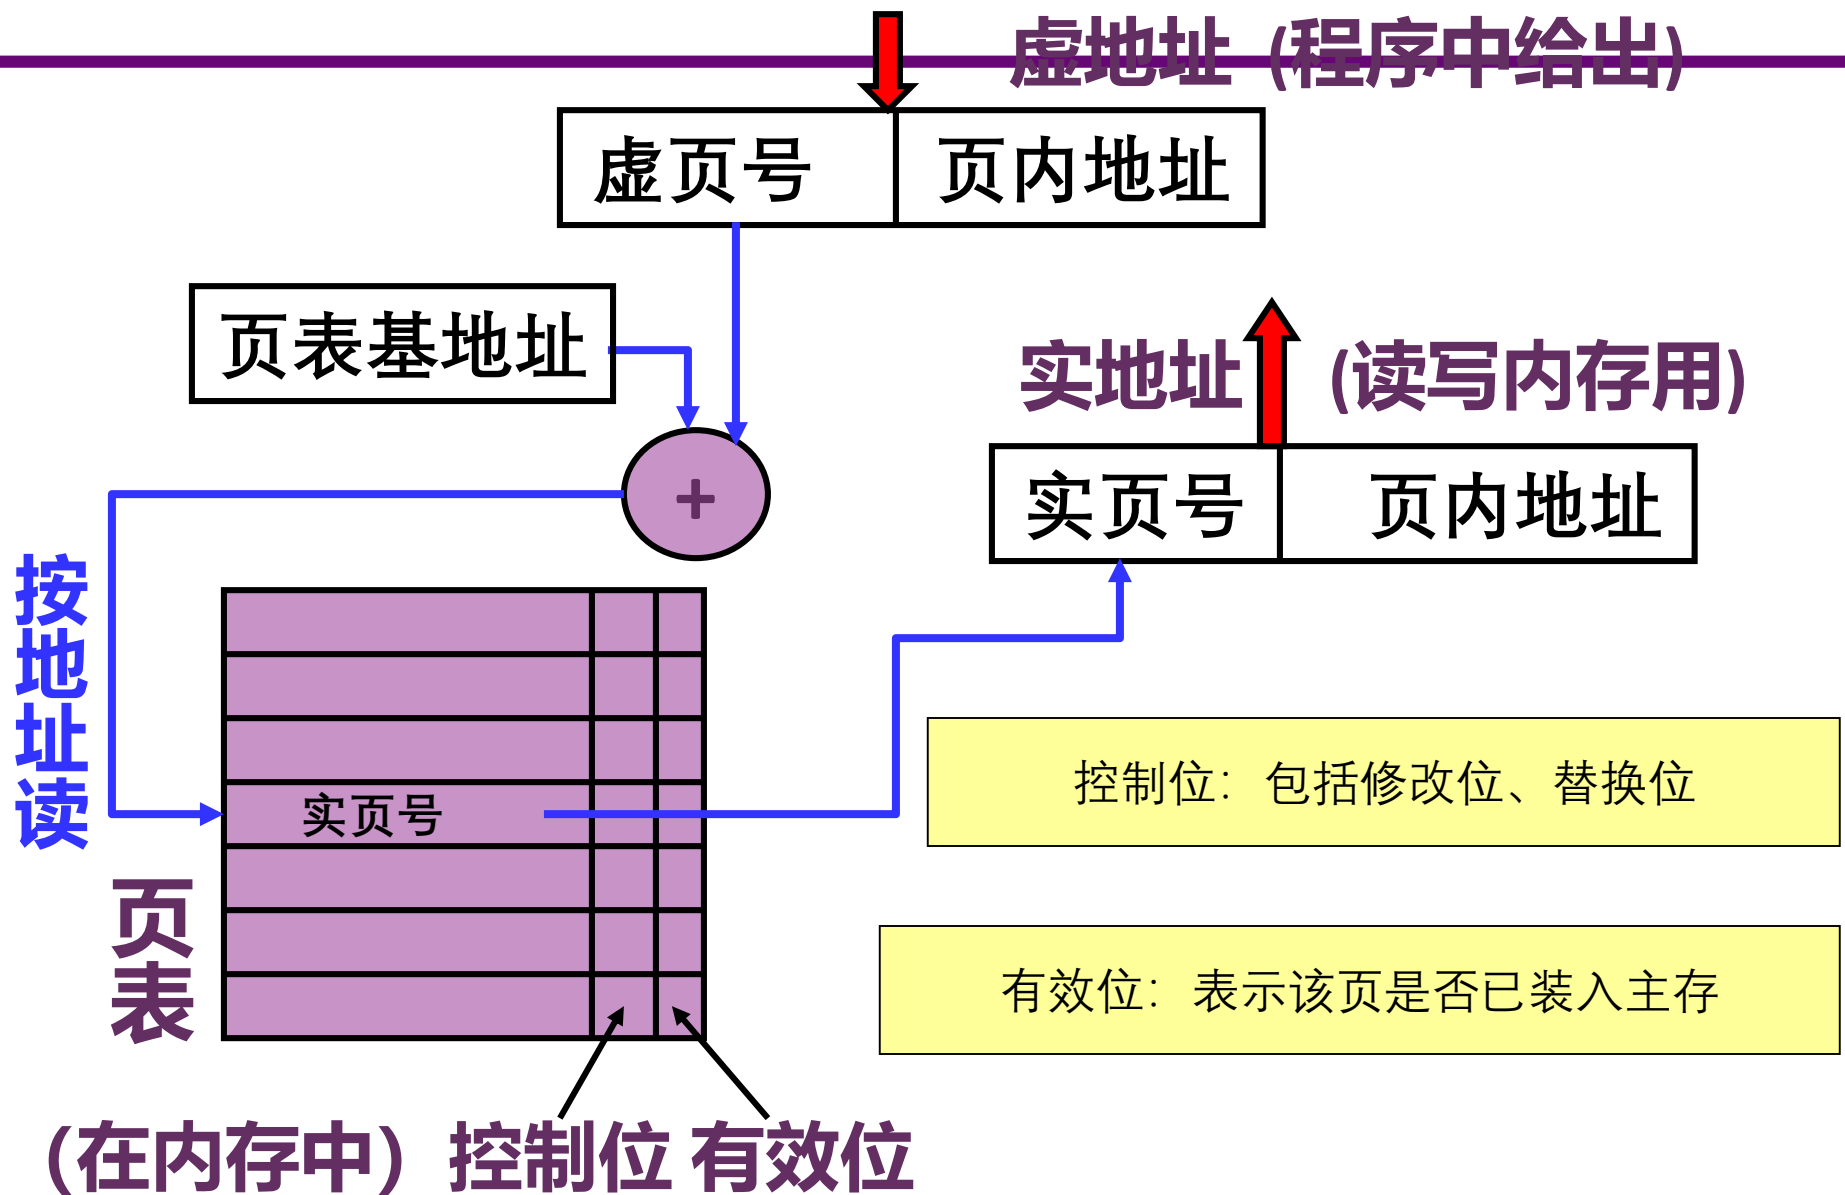 虚地址 (程序中给出)
虚页号 页内地址
页表基地址
实地址 (读写内存用)
+
实页号 页内地址
按地址读
实页号
控制位：包括修改位、替换位
页表
有效位：表示该页是否已装入主存
(在内存中) 控制位 有效位